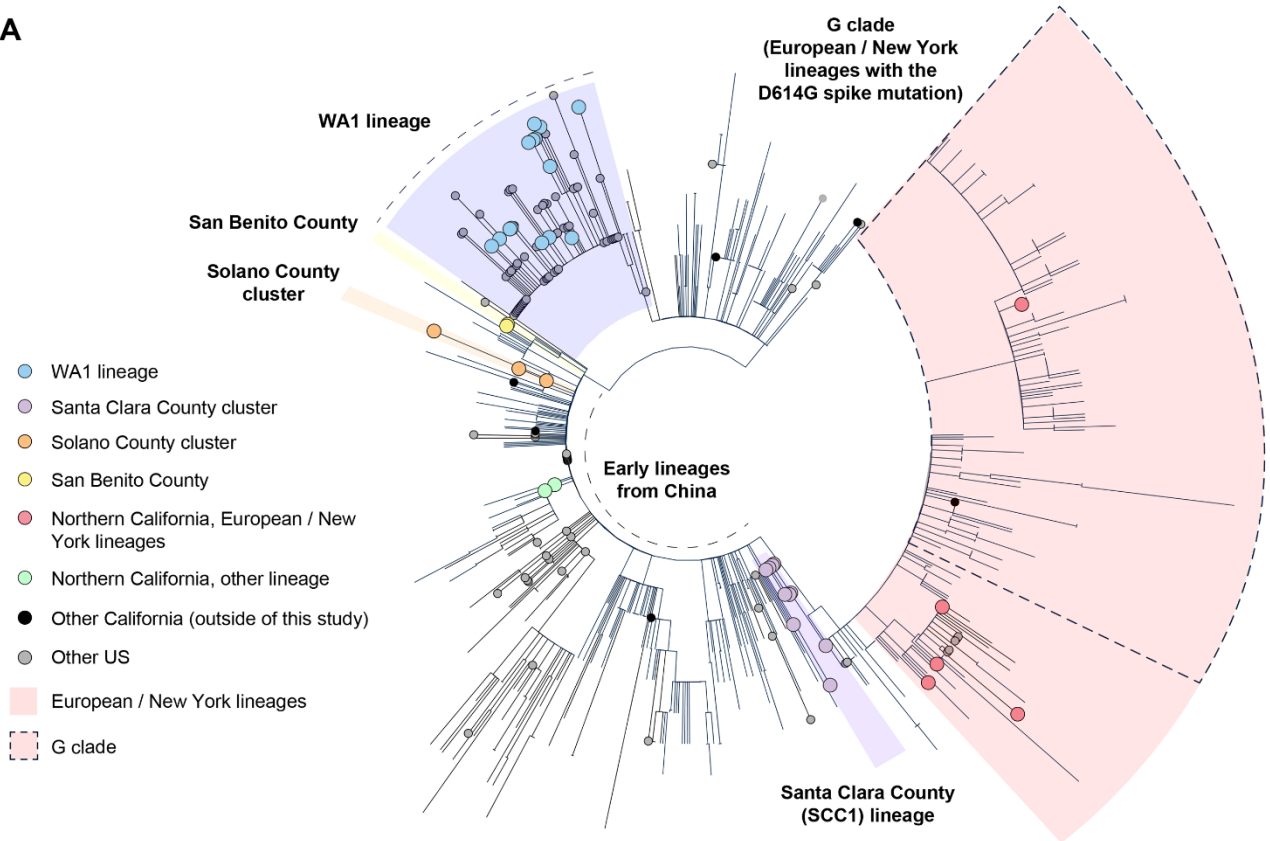 A
G clade
(European / New York
lineages with the
D614G spike mutation)
WA1 lineage
San Benito County
Solano County
cluster
WA1 lineage
Santa Clara County cluster
Solano County cluster
San Benito County
Northern California, European / New
York lineages
Northern California, other lineage
Other California (outside of this study)
Other US
European / New York lineages
G clade
Early lineages
from China
Santa Clara County
(SCC1) lineage